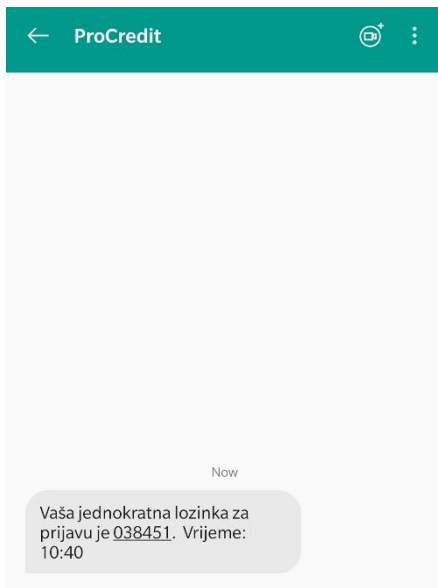 ProCredit
Now
Vaša jednokratna lozinka za
prijavu je 038451. Vrijeme:
10:40